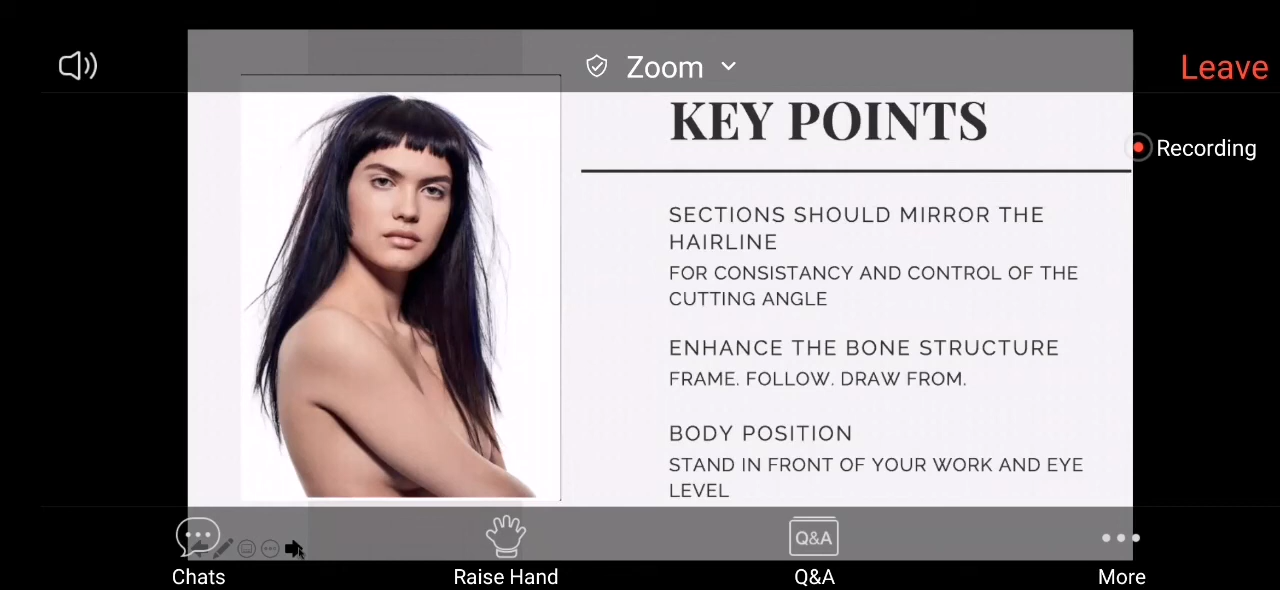 Zoom
Leave
KEY POINTS
Recording
SECTIONS SHOULD MIRROR THE
HAIRLINE
FOR CONSISTANCY AND CONTROL OF THE
CUTTING ANGLE
ENHANCE THE BONE STRUCTURE
FRAME. FOLLOW. DRAW FROM.
BODY POSITION
STAND IN FRONT OF YOUR WORK AND EYE
LEVEL
Q&A
Chats
Raise Hand
Q&A
More